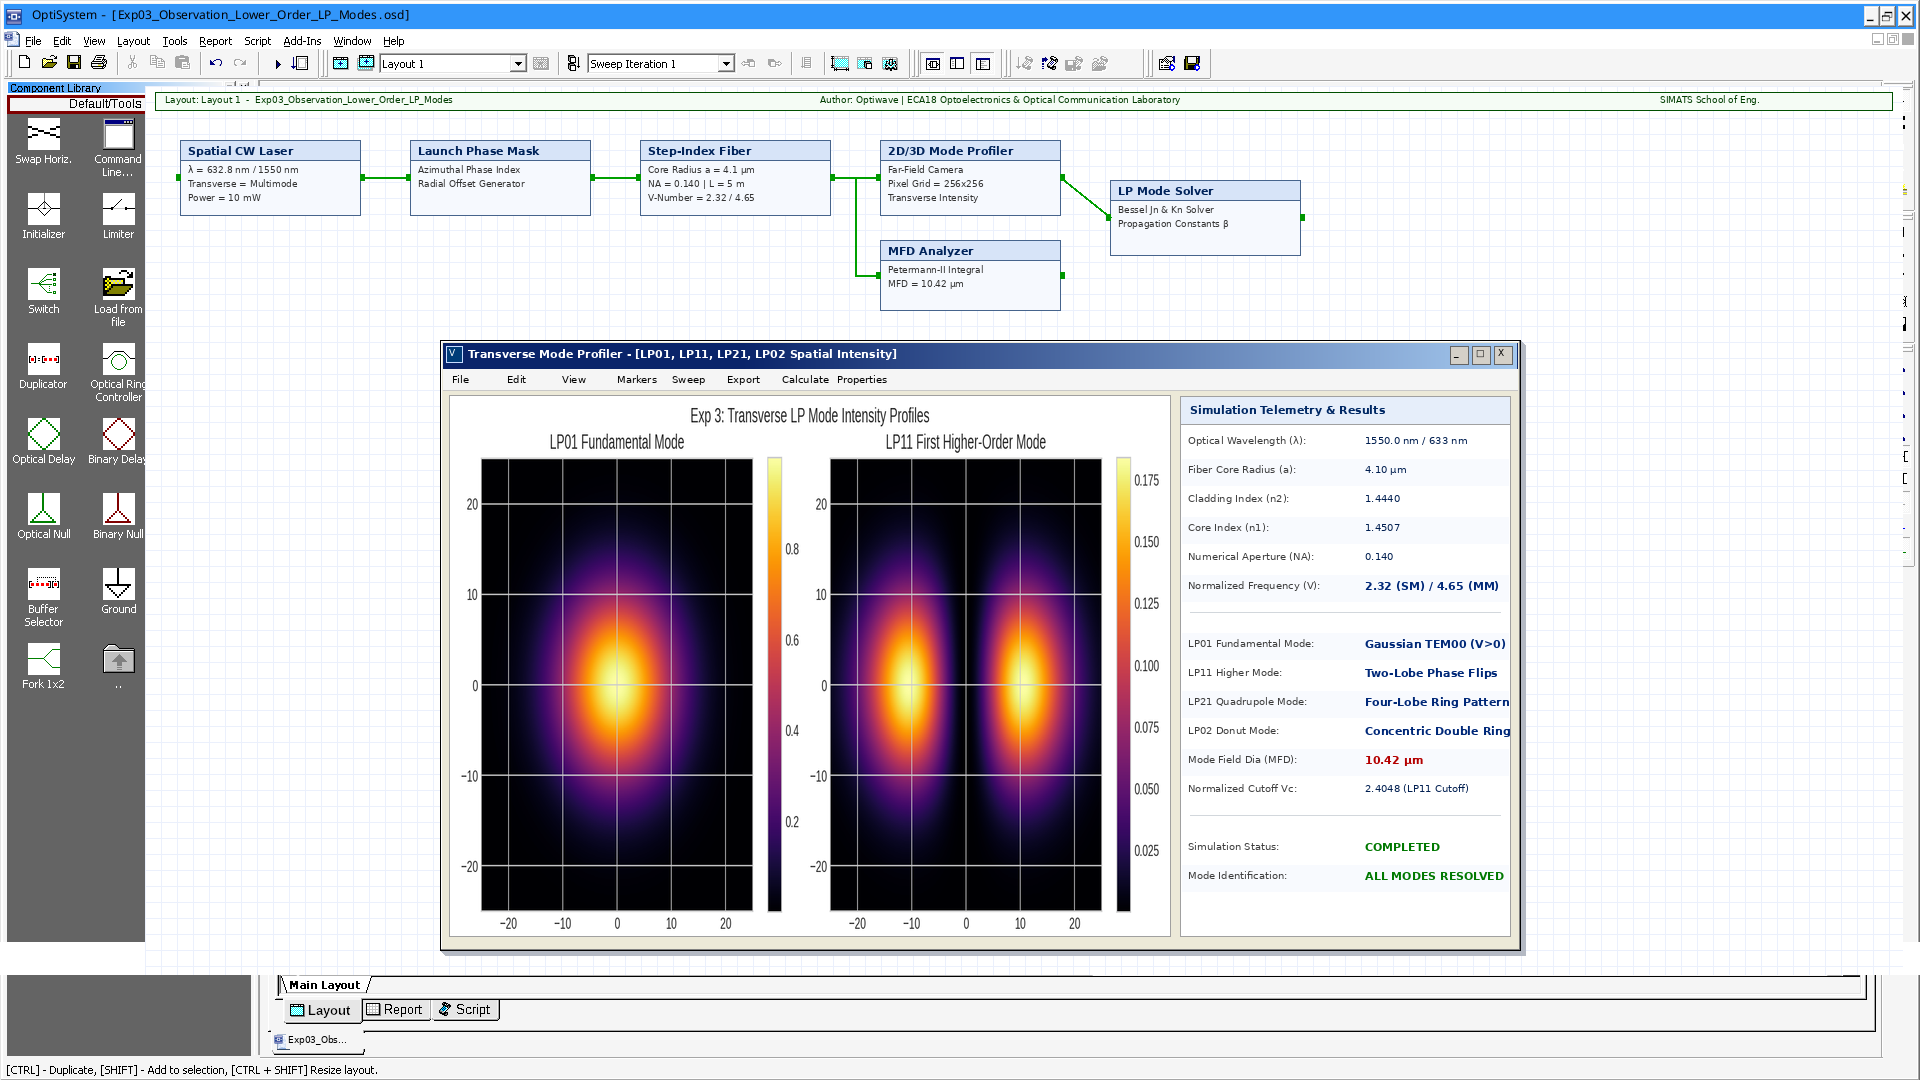 OptiSystem - [Exp03_Observation_Lower_Order_LP_Modes.osd]
File Edit View Layout Tools Report Script Add-Ins Window Help
Layout 1 Sweep Iteration 1
Component Library
Default/Tools
Swap Horiz. Command Line...
Initializer Limiter
Switch Load from file
Duplicator Optical Ring Controller
Optical Delay Binary Delay
Optical Null Binary Null
Buffer Selector Ground
Fork 1x2 ..
Layout: Layout 1 - Exp03_Observation_Lower_Order_LP_Modes Author: Optiwave | ECA18 Optoelectronics & Optical Communication Laboratory SIMATS School of Eng.
Spatial CW Laser
λ = 632.8 nm / 1550 nm
Transverse = Multimode
Power = 10 mW
Launch Phase Mask
Azimuthal Phase Index
Radial Offset Generator
Step-Index Fiber
Core Radius a = 4.1 μm
NA = 0.140 | L = 5 m
V-Number = 2.32 / 4.65
2D/3D Mode Profiler
Far-Field Camera
Pixel Grid = 256x256
Transverse Intensity
MFD Analyzer
Petermann-II Integral
MFD = 10.42 μm
LP Mode Solver
Bessel Jn & Kn Solver
Propagation Constants β
V Transverse Mode Profiler - [LP01, LP11, LP21, LP02 Spatial Intensity] _ □ X
File Edit View Markers Sweep Export Calculate Properties
Exp 3: Transverse LP Mode Intensity Profiles
LP01 Fundamental Mode
20
10
0
−10
−20
−20 −10 0 10 20
0.8
0.6
0.4
0.2
LP11 First Higher-Order Mode
20
10
0
−10
−20
−20 −10 0 10 20
0.175
0.150
0.125
0.100
0.075
0.050
0.025
Simulation Telemetry & Results
Optical Wavelength (λ): 1550.0 nm / 633 nm
Fiber Core Radius (a): 4.10 μm
Cladding Index (n2): 1.4440
Core Index (n1): 1.4507
Numerical Aperture (NA): 0.140
Normalized Frequency (V): 2.32 (SM) / 4.65 (MM)
LP01 Fundamental Mode: Gaussian TEM00 (V>0)
LP11 Higher Mode: Two-Lobe Phase Flips
LP21 Quadrupole Mode: Four-Lobe Ring Pattern
LP02 Donut Mode: Concentric Double Ring
Mode Field Dia (MFD): 10.42 μm
Normalized Cutoff Vc: 2.4048 (LP11 Cutoff)
Simulation Status: COMPLETED
Mode Identification: ALL MODES RESOLVED
Main Layout
Layout Report Script
Exp03_Obs...
[CTRL] - Duplicate, [SHIFT] - Add to selection, [CTRL + SHIFT] Resize layout.